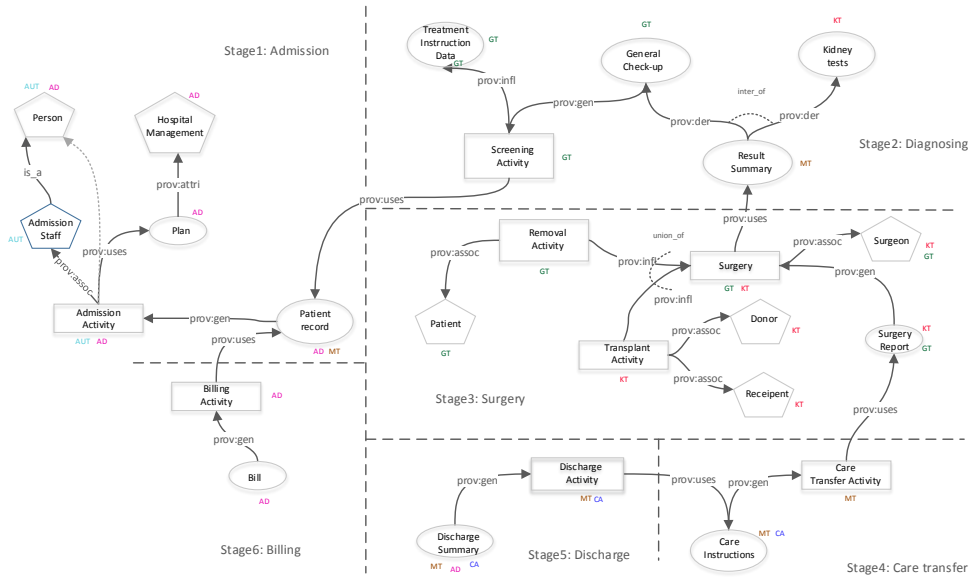 Stage1: Admission
AUT AD
Person
AD
Hospital
Management
is_a
prov:attri
AD
Admission
Staff
AUT
Plan
prov:uses
prov:assoc
Admission
Activity
AUT AD
prov:gen
Patient
record
AD MT
prov:uses
Billing
Activity
AD
prov:gen
Bill
AD
Stage6: Billing
Treatment
Instruction
Data
GT
GT
prov:infl
GT
General
Check-up
prov:gen
KT
Kidney
tests
inter_of
prov:der
prov:der
Screening
Activity
GT
Result
Summary
MT
Stage2: Diagnosing
prov:uses
prov:uses
Removal
Activity
GT
prov:assoc
Patient
GT
union_of
prov:infl
prov:infl
Surgery
GT KT
prov:assoc
Surgeon
KT
GT
prov:gen
Donor
KT
prov:assoc
Transplant
Activity
KT
prov:assoc
Receipent
KT
Surgery
Report
KT
GT
Stage3: Surgery
prov:uses
Discharge
Activity
MT CA
prov:gen
Discharge
Summary
MT AD CA
Stage5: Discharge
prov:uses
prov:gen
Care
Transfer Activity
MT
Care
Instructions
MT CA
Stage4: Care transfer